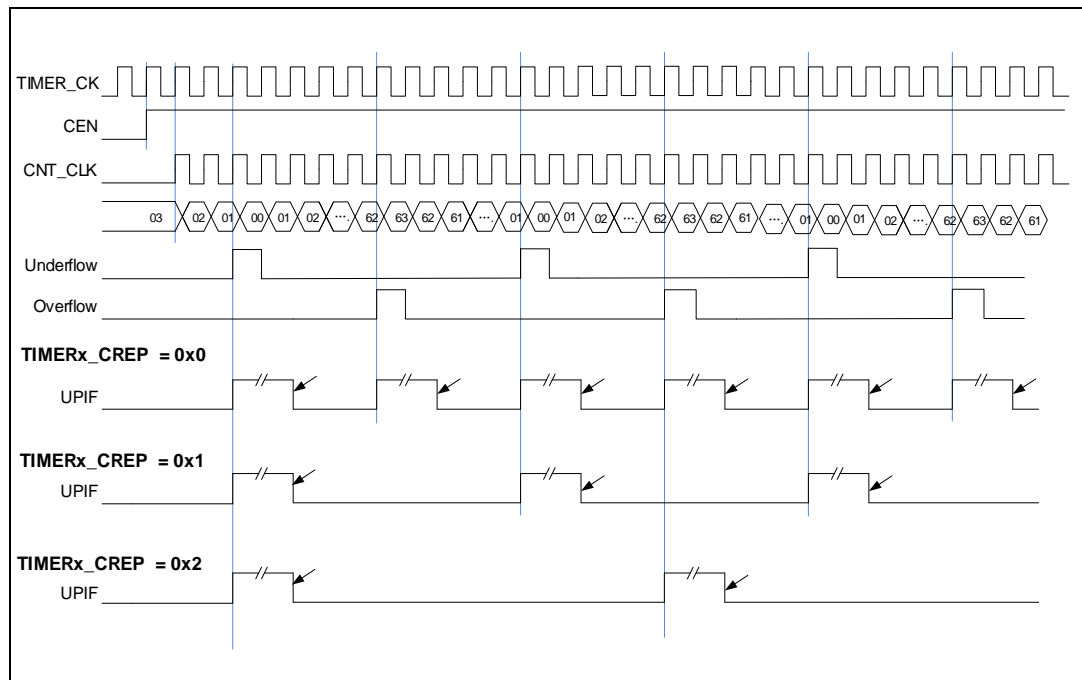 TIMER_CK
CEN
CNT_CLK
03 02 01 00 01 02 .... 62 63 62 61 .... 01 00 01 02 .... 62 63 62 61 .... 01 00 01 02 .... 62 63 62 61
Underflow
Overflow
TIMERx_CREP = 0x0
UPIF
TIMERx_CREP = 0x1
UPIF
TIMERx_CREP = 0x2
UPIF